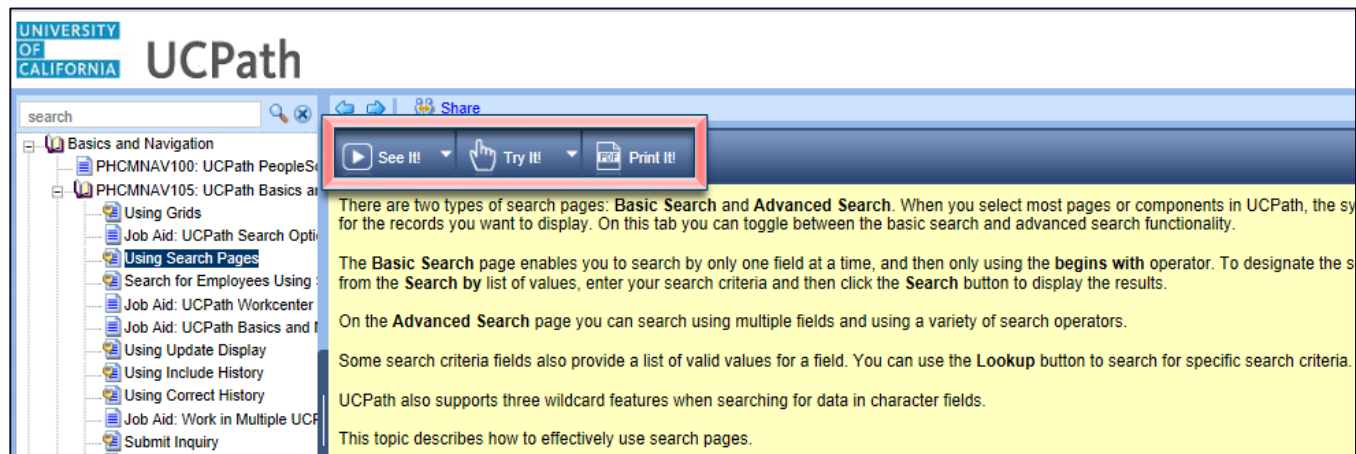 UNIVERSITY
OF
CALIFORNIA
UCPath
search
Share
Basics and Navigation
PHCMNAV100: UCPath
PHCMNAV105: UCPath Basics
Using Grids
Job Aid: UCPath Search
Using Search Pages
Search for Employees Using
Job Aid: UCPath Workcenter
Job Aid: UCPath Basics and
Using Update Display
Using Include History
Using Correct History
Job Aid: Work in Multiple
Submit Inquiry
See It!
Try It!
PDF
Print It!
There are two types of search pages: Basic Search and Advanced Search. When you select most pages or components in UCPath, the
for the records you want to display. On this tab you can toggle between the basic search and advanced search functionality.
The Basic Search page enables you to search by only one field at a time, and then only using the begins with operator. To designate the
from the Search by list of values, enter your search criteria and then click the Search button to display the results.
On the Advanced Search page you can search using multiple fields and using a variety of search operators.
Some search criteria fields also provide a list of valid values for a field. You can use the Lookup button to search for specific search criteria.
UCPath also supports three wildcard features when searching for data in character fields.
This topic describes how to effectively use search pages.